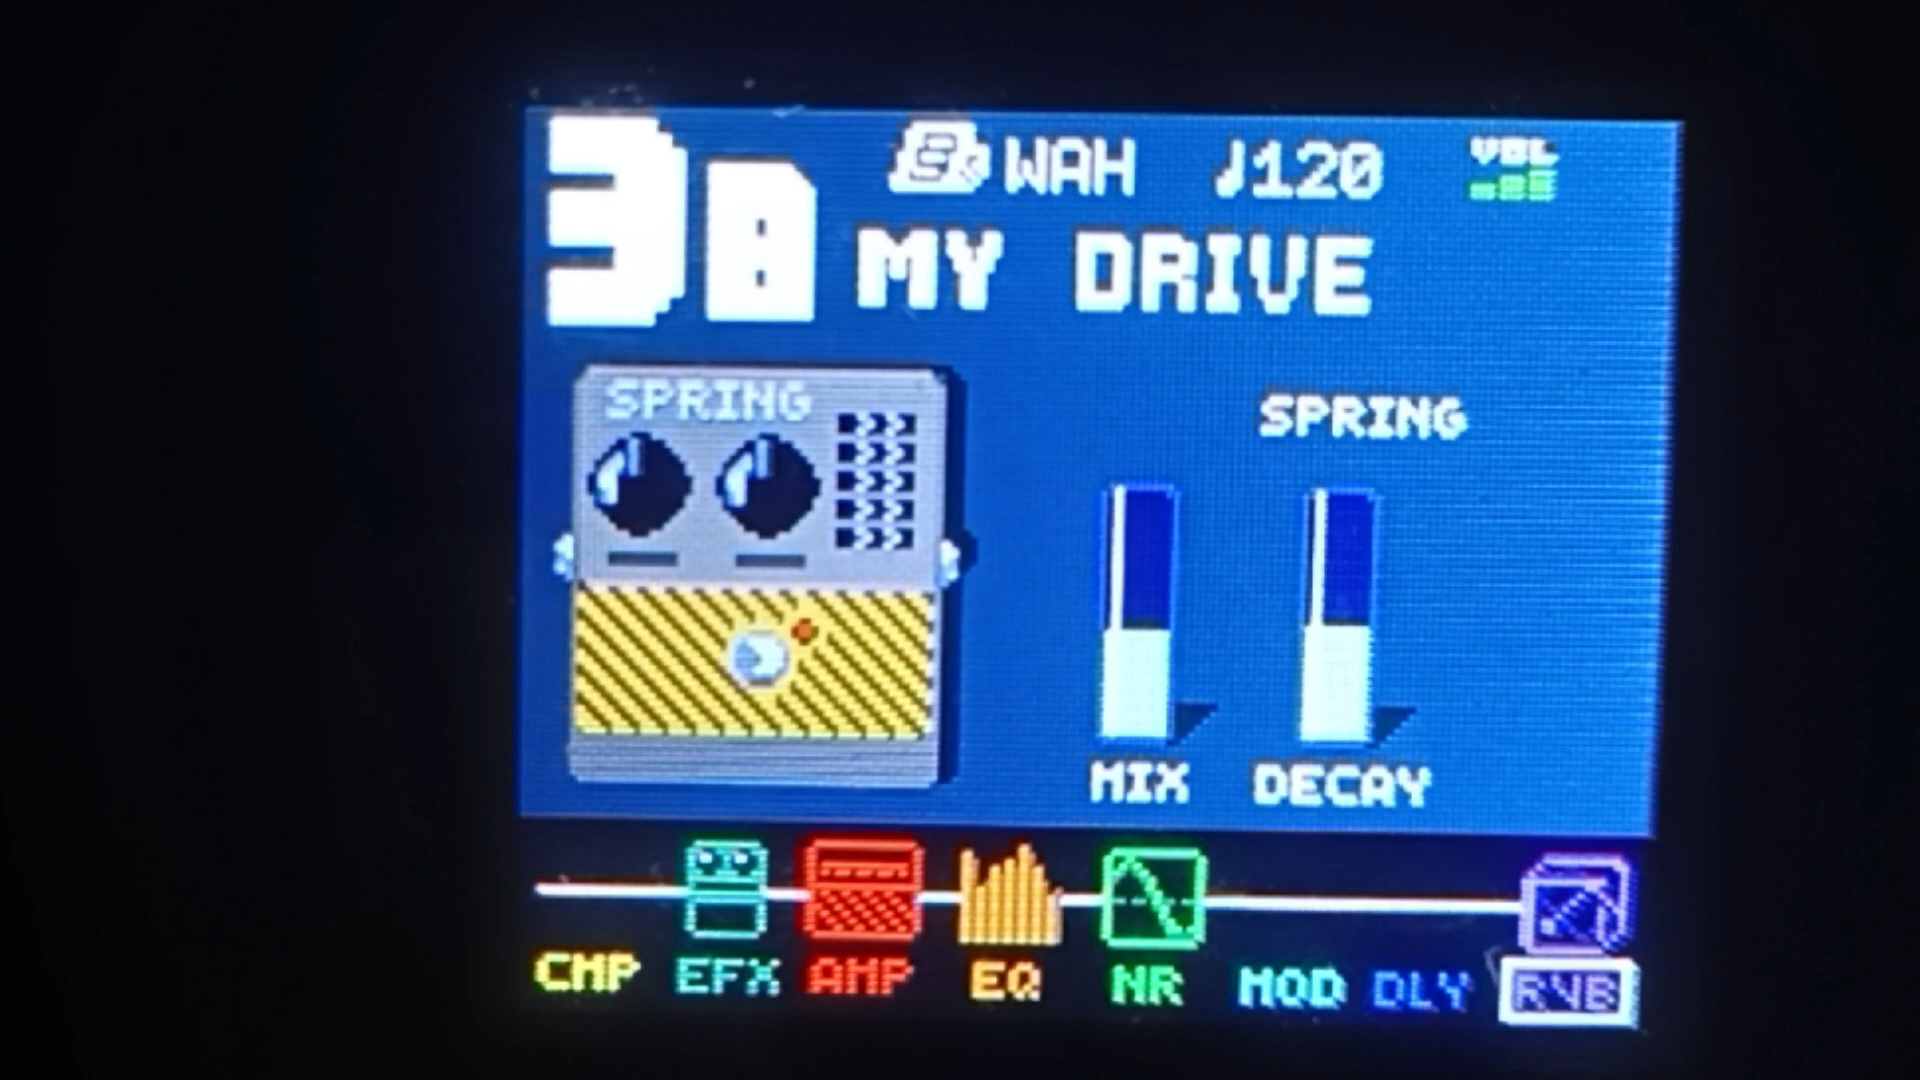 3B WAH ♩120 VOL
MY DRIVE
SPRING
SPRING
MIX DECAY
CMP EFX AMP EQ NR MOD DLY RVB